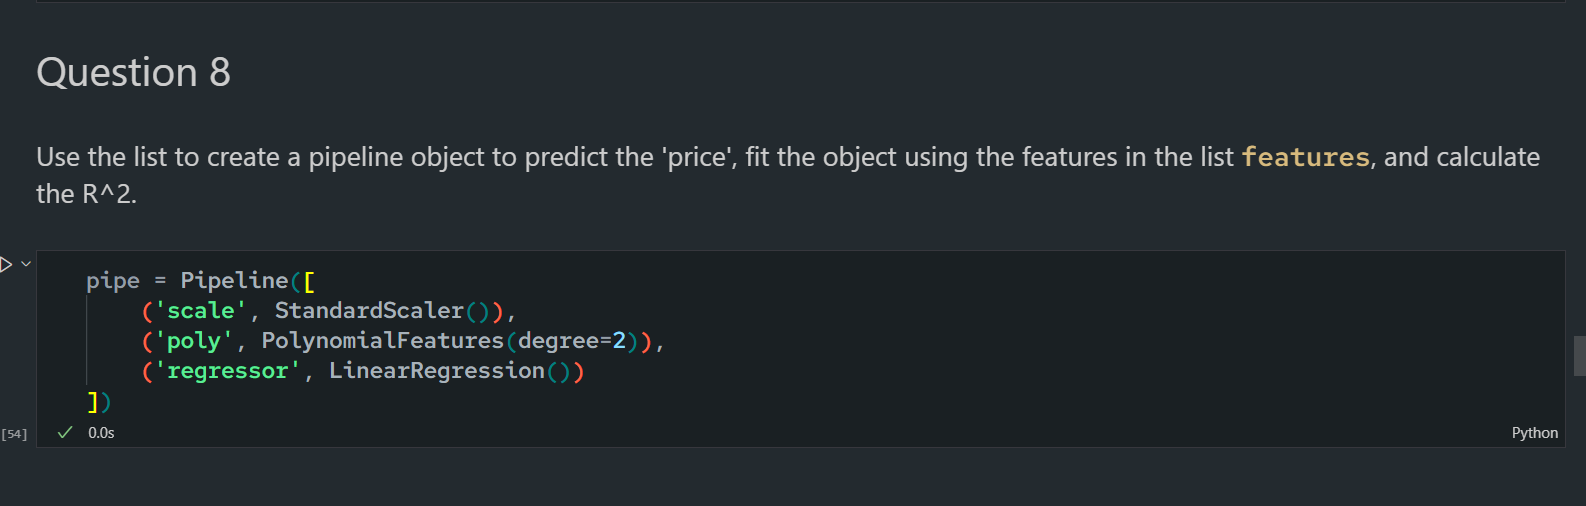 Question 8
Use the list to create a pipeline object to predict the 'price', fit the object using the features in the list features, and calculate
the R^2.
pipe = Pipeline([
    ('scale', StandardScaler()),
    ('poly', PolynomialFeatures(degree=2)),
    ('regressor', LinearRegression())
])
[54] ✓ 0.0s Python